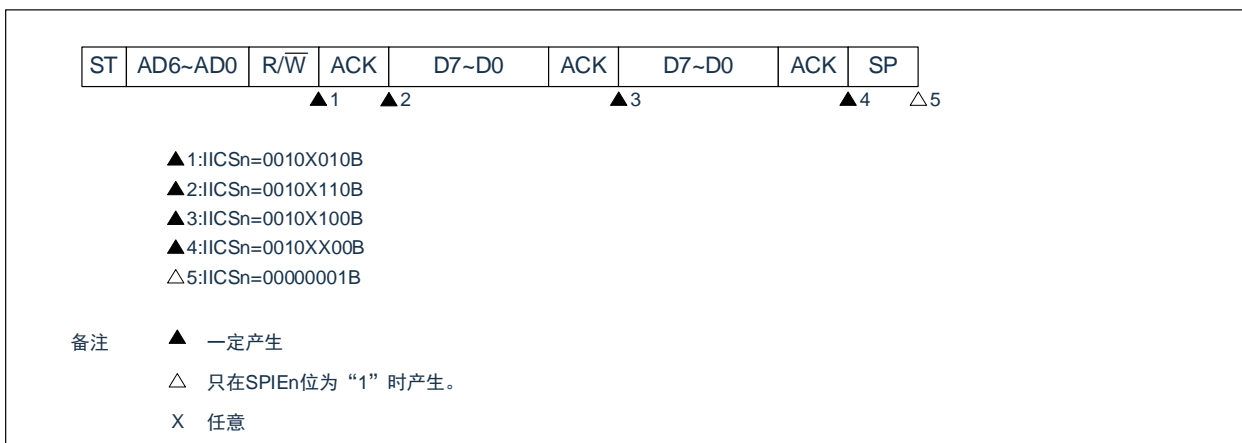 ST AD6~AD0 R/W̅ ACK D7~D0 ACK D7~D0 ACK SP
▲1 ▲2 ▲3 ▲4 △5
▲1:IICSn=0010X010B
▲2:IICSn=0010X110B
▲3:IICSn=0010X100B
▲4:IICSn=0010XX00B
△5:IICSn=00000001B
备注 ▲ 一定产生
△ 只在SPIEn位为“1”时产生。
X 任意